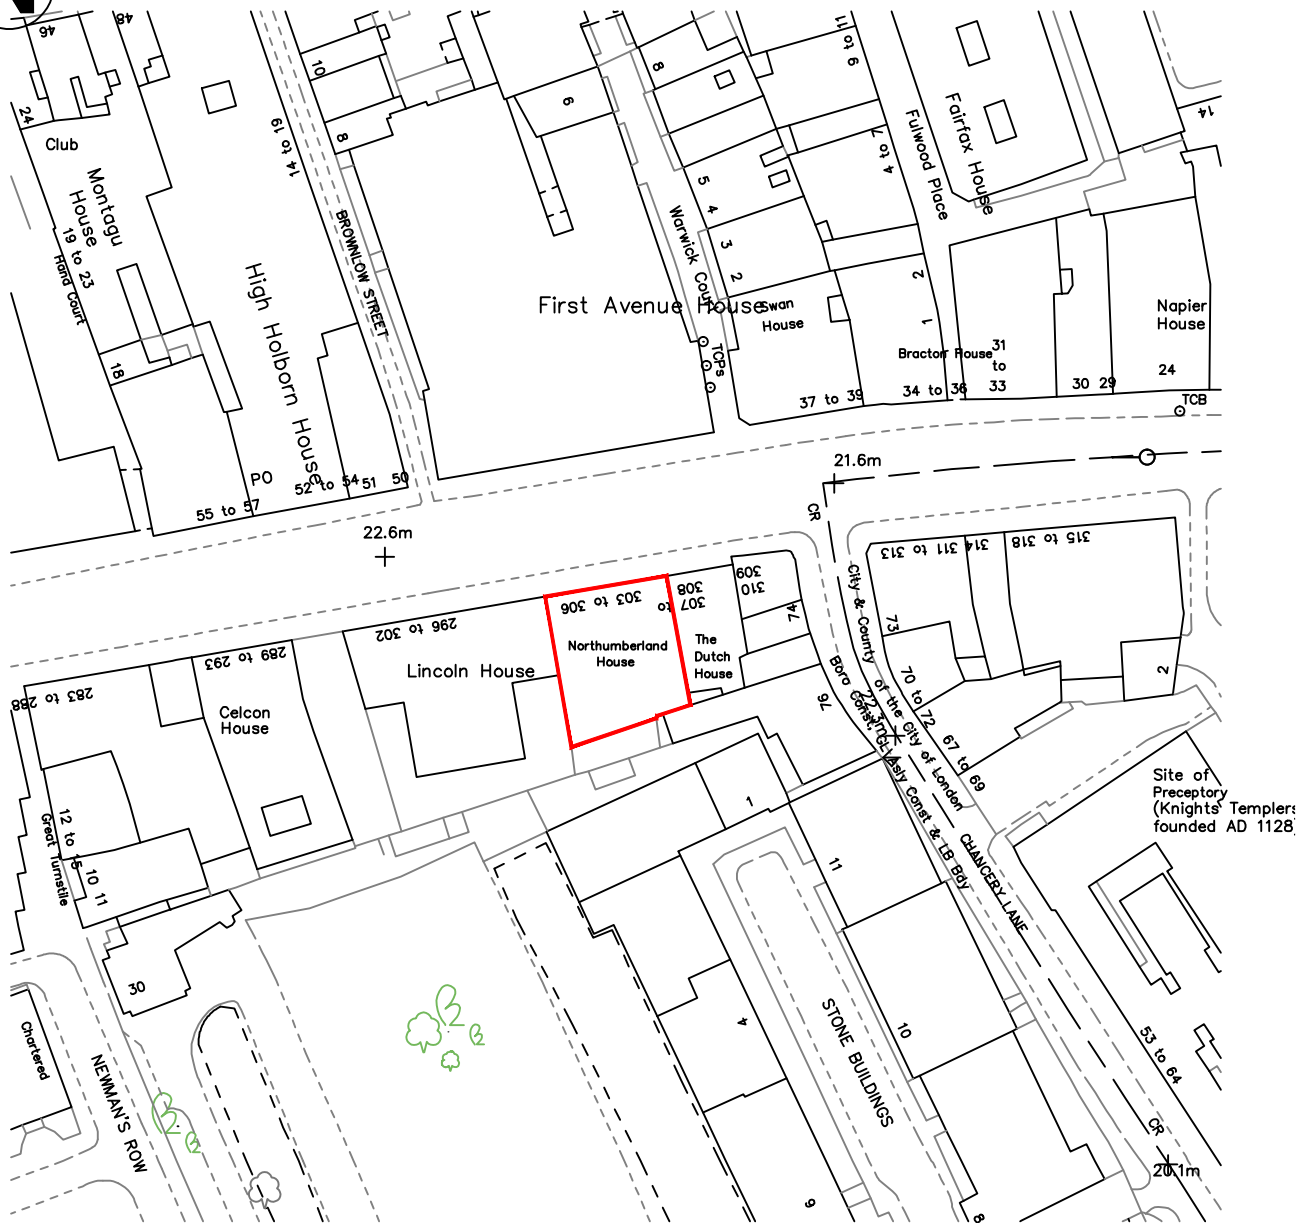 46
48
24
Club
Montagu
House
19 to 23
Hand Court
18
14 to 19
10
8
BROWNLOW STREET
High Holborn House
PO
55 to 57
52 to 54
51
50
First Avenue House
9
8
5
4
3
2
Warwick Court
TCPs
Swan
House
37 to 39
9 to 11
4 to 7
Fulwood Place
Fairfax House
2
1
Bracton House
34 to 36
31
to
33
30
29
Napier
House
24
14
TCB
21.6m
22.6m
CR
283 to 288
289 to 293
Celcon
House
296 to 302
Lincoln House
303 to 306
Northumberland
House
307 to
308
The
Dutch
House
309
310
74
76
311 to 313
314
315 to 318
73
70 to 72
67 to 69
2
City & County of the City of London
Boro Const, GL Asly Const & LB Bdy
22.3m
CHANCERY LANE
Site of
Preceptory
(Knights Templers
founded AD 1128)
12 to 15
10
11
Great Turnstile
30
Chartered
NEWMAN'S ROW
1
11
10
4
9
8
STONE BUILDINGS
53 to 64
CR
20.1m